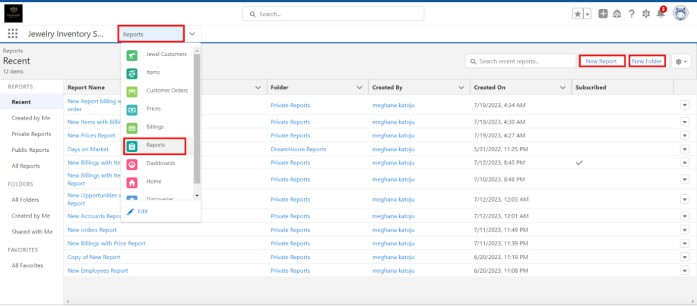 Search...
3
Jewelry Inventory S...
Reports
Reports
Recent
12 items
Search recent reports...
New Report
New Folder
Jewel Customers
Items
Customer Orders
Prices
Billings
Reports
Dashboards
Home
Discoveries
Edit
REPORTS
Recent
Created by Me
Private Reports
Public Reports
All Reports
FOLDERS
All Folders
Created by Me
Shared with Me
FAVORITES
All Favorites
Report Name Folder Created By Created On Subscribed
New Report billing w
order Private Reports meghana katoju 7/19/2023, 4:34 AM
New Items with Billi Private Reports meghana katoju 7/19/2023, 4:30 AM
New Prices Report Private Reports meghana katoju 7/19/2023, 4:27 AM
Days on Market DreamHouse Reports meghana katoju 5/31/2022, 11:25 PM
New Billings with Ite Private Reports meghana katoju 7/12/2023, 8:45 PM
New Billings with Ite
Report Private Reports meghana katoju 7/10/2023, 8:48 PM
New Opportunities w
Report Private Reports meghana katoju 7/12/2023, 12:03 AM
New Accounts Repor Private Reports meghana katoju 7/12/2023, 12:01 AM
New orders Report Private Reports meghana katoju 7/11/2023, 11:49 PM
New Billings with Price Report Private Reports meghana katoju 7/11/2023, 11:39 PM
Copy of New Report Private Reports meghana katoju 6/20/2023, 11:10 PM
New Employees Report Private Reports meghana katoju 6/20/2023, 11:06 PM